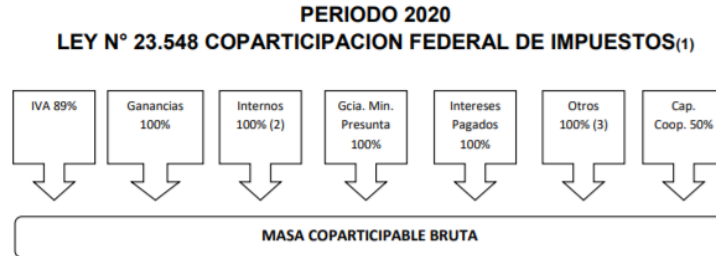 PERIODO 2020
LEY N° 23.548 COPARTICIPACION FEDERAL DE IMPUESTOS(1)
IVA 89%
Ganancias
100%
Internos
100% (2)
Gcia. Min.
Presunta
100%
Intereses
Pagados
100%
Otros
100% (3)
Cap.
Coop. 50%
MASA COPARTICIPABLE BRUTA